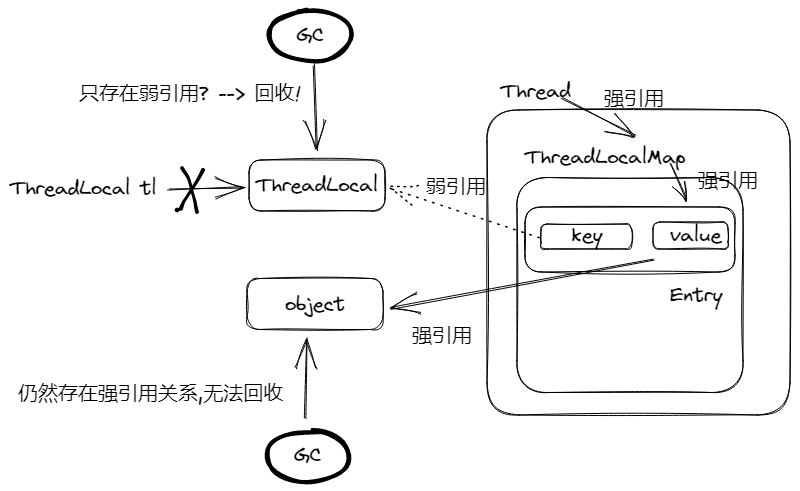 GC
只存在弱引用? --> 回收!
Thread
强引用
ThreadLocalMap
强引用
ThreadLocal tl
ThreadLocal
弱引用
key
value
Entry
object
强引用
仍然存在强引用关系,无法回收
GC